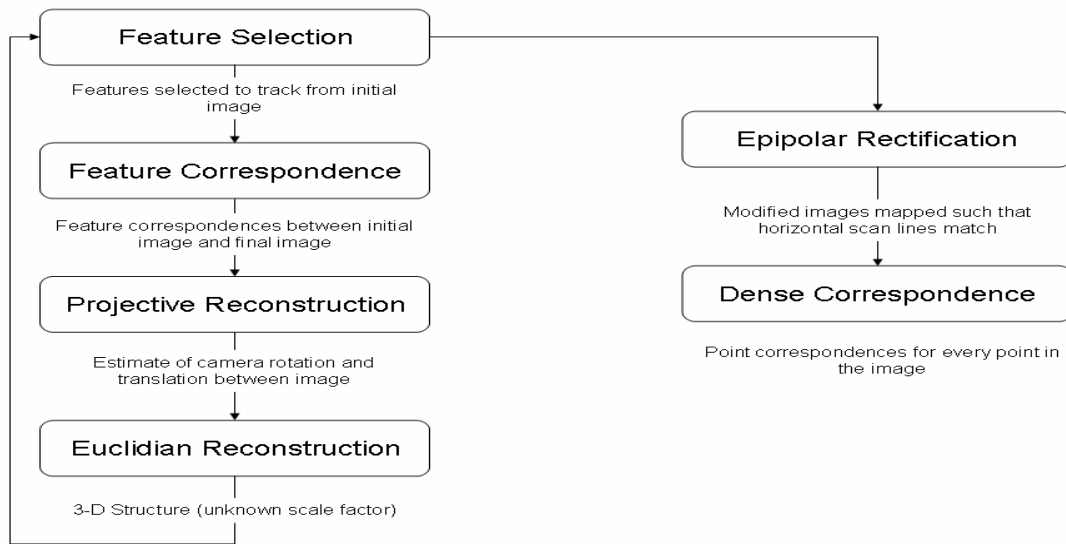 Feature Selection
Features selected to track from initial
image
Feature Correspondence
Feature correspondences between initial
image and final image
Projective Reconstruction
Estimate of camera rotation and
translation between image
Euclidian Reconstruction
3-D Structure (unknown scale factor)
Epipolar Rectification
Modified images mapped such that
horizontal scan lines match
Dense Correspondence
Point correspondences for every point in
the image